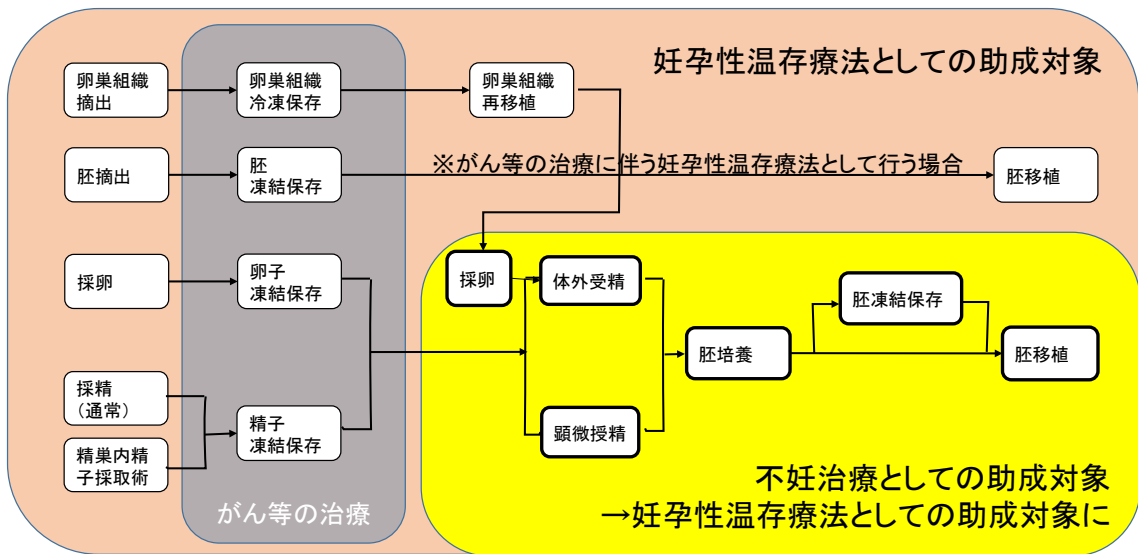 妊孕性温存療法としての助成対象
卵巣組織
摘出
卵巣組織
冷凍保存
卵巣組織
再移植
※がん等の治療に伴う妊孕性温存療法として行う場合
胚摘出
胚
凍結保存
胚移植
採卵
卵子
凍結保存
採卵
体外受精
胚凍結保存
胚培養
胚移植
採精
（通常）
精巣内精
子採取術
精子
凍結保存
顕微授精
がん等の治療
不妊治療としての助成対象
→妊孕性温存療法としての助成対象に